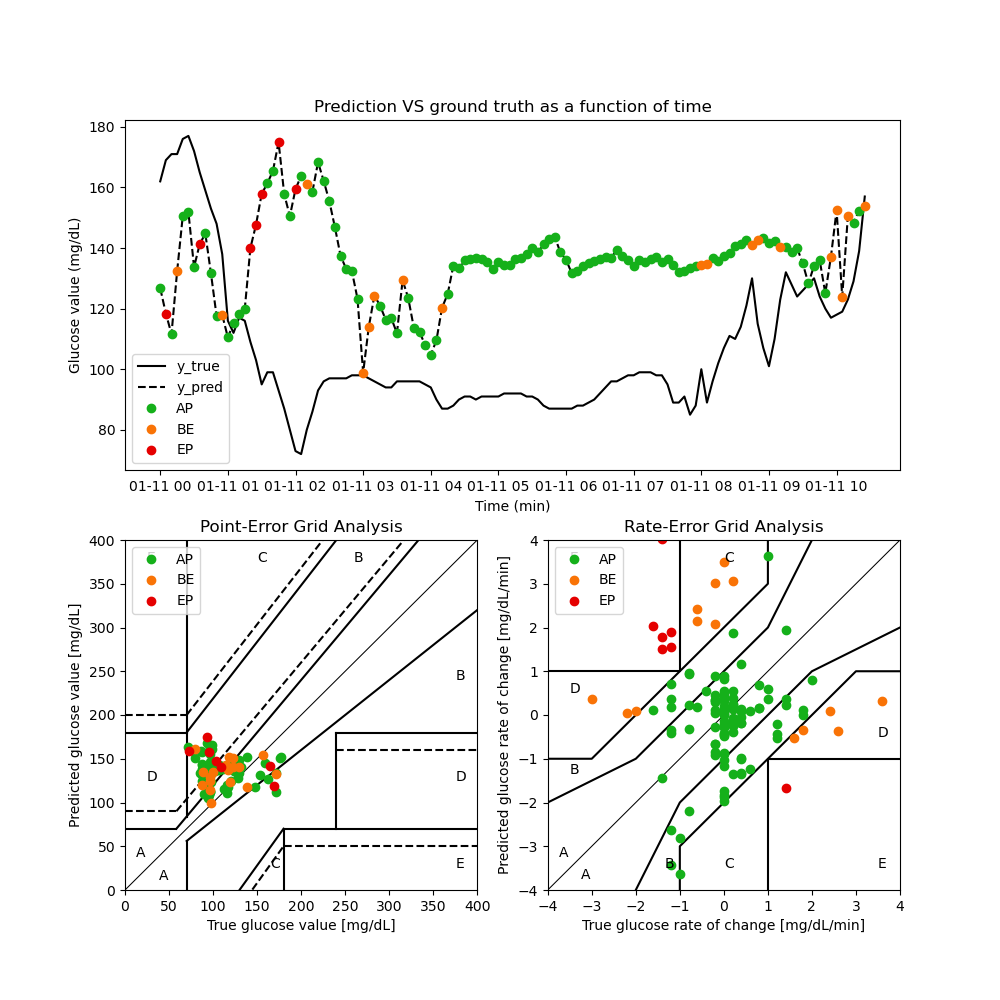 Prediction VS ground truth as a function of time
Glucose value (mg/dL)
180
160
140
120
100
80
y_true
y_pred
AP
BE
EP
01-11 00 01-11 01 01-11 02 01-11 03 01-11 04 01-11 05 01-11 06 01-11 07 01-11 08 01-11 09 01-11 10
Time (min)
Point-Error Grid Analysis
Predicted glucose value [mg/dL]
400
350
300
250
200
150
100
50
0
AP
BE
EP
C
B
B
D
D
A
A
C
E
0 50 100 150 200 250 300 350 400
True glucose value [mg/dL]
Rate-Error Grid Analysis
Predicted glucose rate of change [mg/dL/min]
4
3
2
1
0
−1
−2
−3
−4
AP
BE
EP
C
D
D
B
A
A
B
C
E
−4 −3 −2 −1 0 1 2 3 4
True glucose rate of change [mg/dL/min]